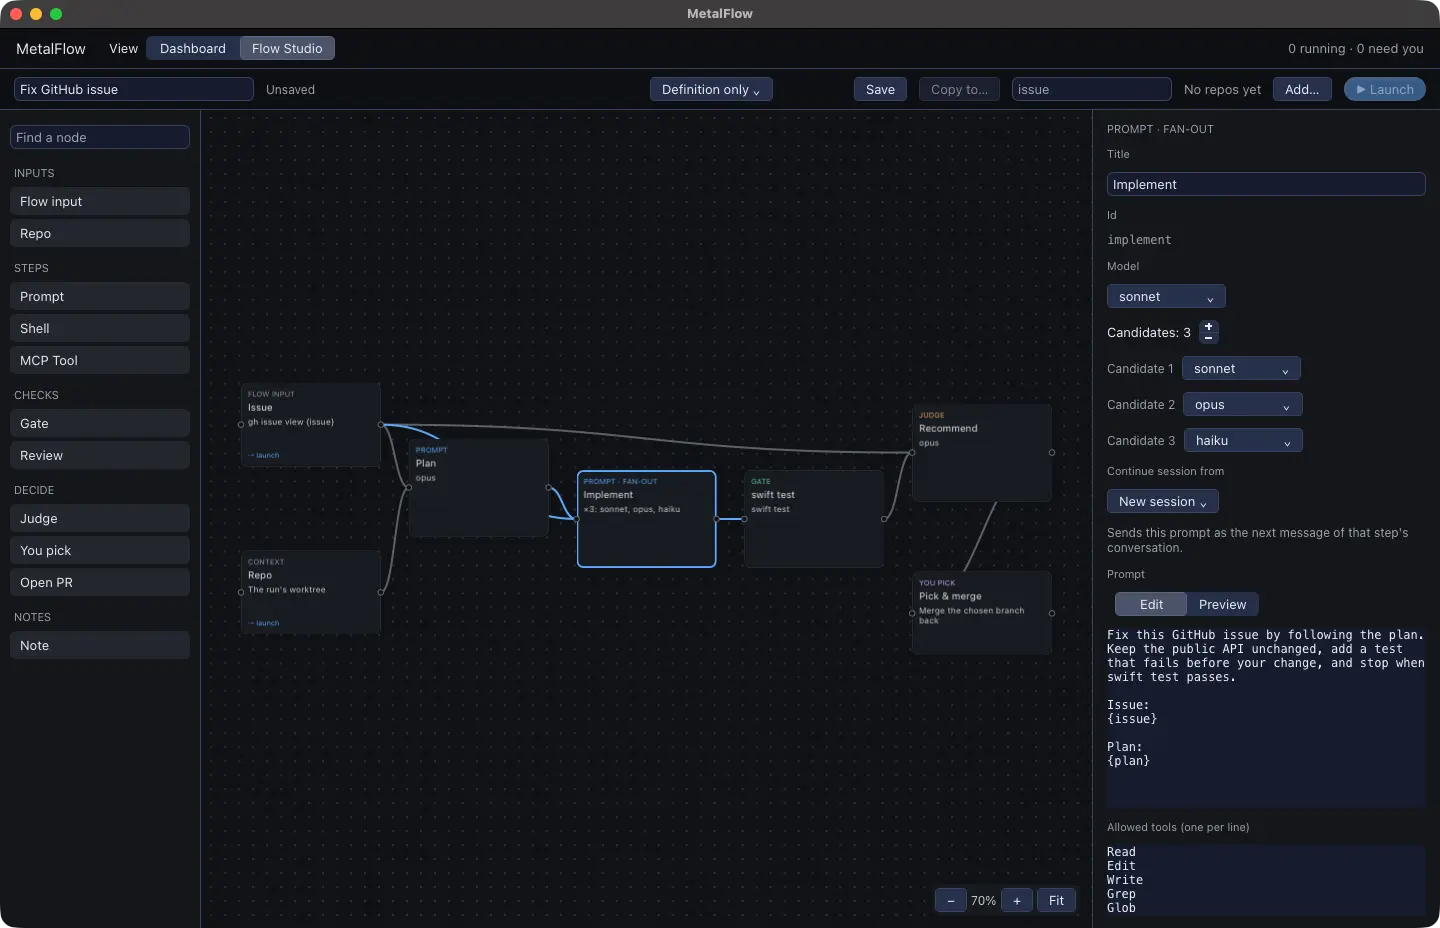 MetalFlow
MetalFlow View Dashboard Flow Studio 0 running · 0 need you
Fix GitHub issue Unsaved Definition only Save Copy to... issue No repos yet Add... Launch
Find a node
INPUTS
Flow input
Repo
STEPS
Prompt
Shell
MCP Tool
CHECKS
Gate
Review
DECIDE
Judge
You pick
Open PR
NOTES
Note
FLOW INPUT
Issue
gh issue view {issue}
→ launch
CONTEXT
Repo
The run's worktree
→ launch
PROMPT
Plan
opus
PROMPT · FAN-OUT
Implement
×3: sonnet, opus, haiku
GATE
swift test
swift test
JUDGE
Recommend
opus
YOU PICK
Pick & merge
Merge the chosen branch
back
− 70% + Fit
PROMPT · FAN-OUT
Title
Implement
Id
implement
Model
sonnet
Candidates: 3 + −
Candidate 1 sonnet
Candidate 2 opus
Candidate 3 haiku
Continue session from
New session
Sends this prompt as the next message of that step's
conversation.
Prompt
Edit Preview
Fix this GitHub issue by following the plan.
Keep the public API unchanged, add a test
that fails before your change, and stop when
swift test passes.
Issue:
{issue}
Plan:
{plan}
Allowed tools (one per line)
Read
Edit
Write
Grep
Glob